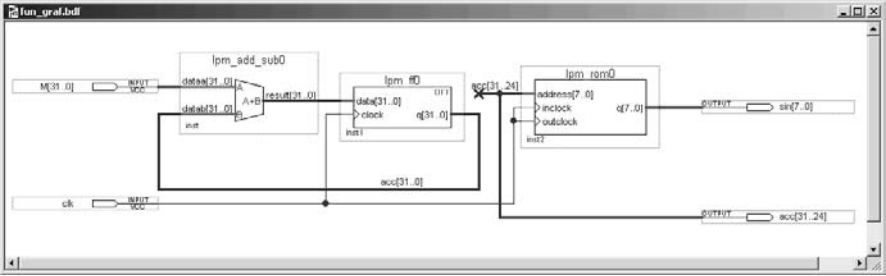 fun_graf.bdf
lpm_add_sub0
M[31..0] INPUT VCC
dataa[31..0] A
A+B
result[31..0]
datab[31..0] B
inst
lpm_ff0
DFF
data[31..0]
clock q[31..0]
inst1
acc[31..0]
clk INPUT VCC
acc[31..24]
lpm_rom0
address[7..0]
inclock q[7..0]
outclock
inst2
OUTPUT sin[7..0]
OUTPUT acc[31..24]